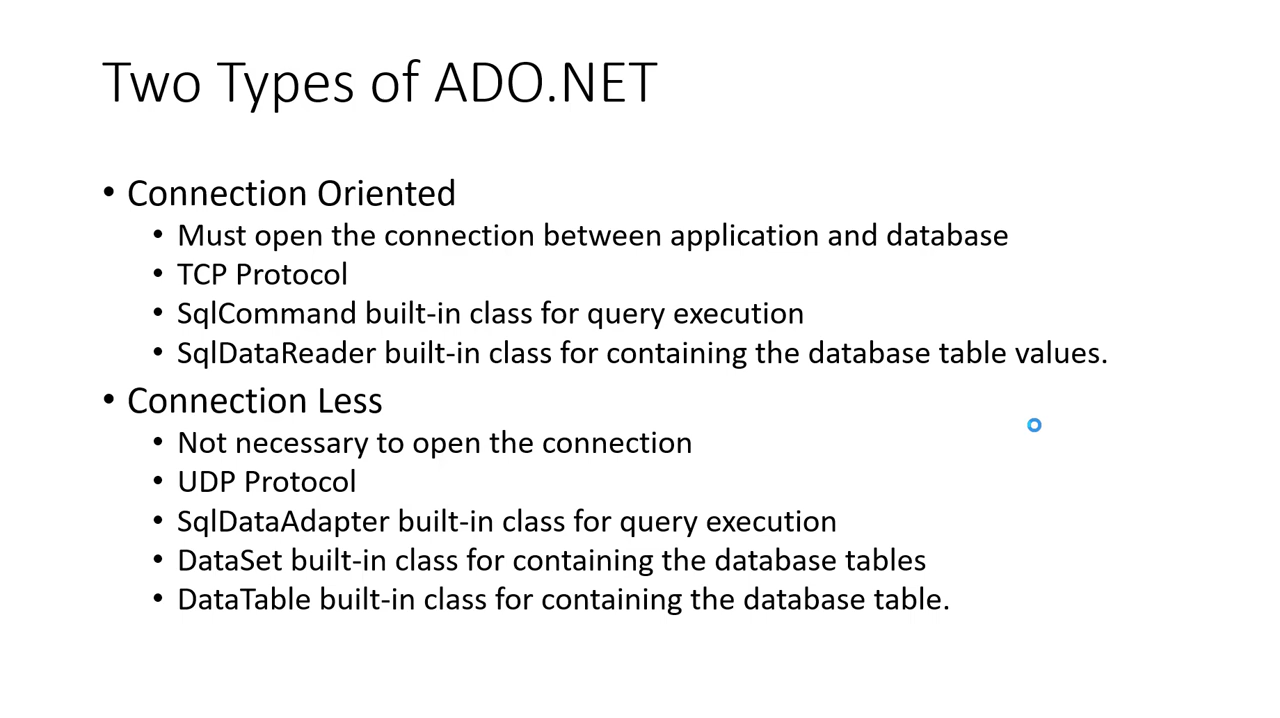 Two Types of ADO.NET
• Connection Oriented
• Must open the connection between application and database
• TCP Protocol
• SqlCommand built-in class for query execution
• SqlDataReader built-in class for containing the database table values.
• Connection Less
• Not necessary to open the connection
• UDP Protocol
• SqlDataAdapter built-in class for query execution
• DataSet built-in class for containing the database tables
• DataTable built-in class for containing the database table.